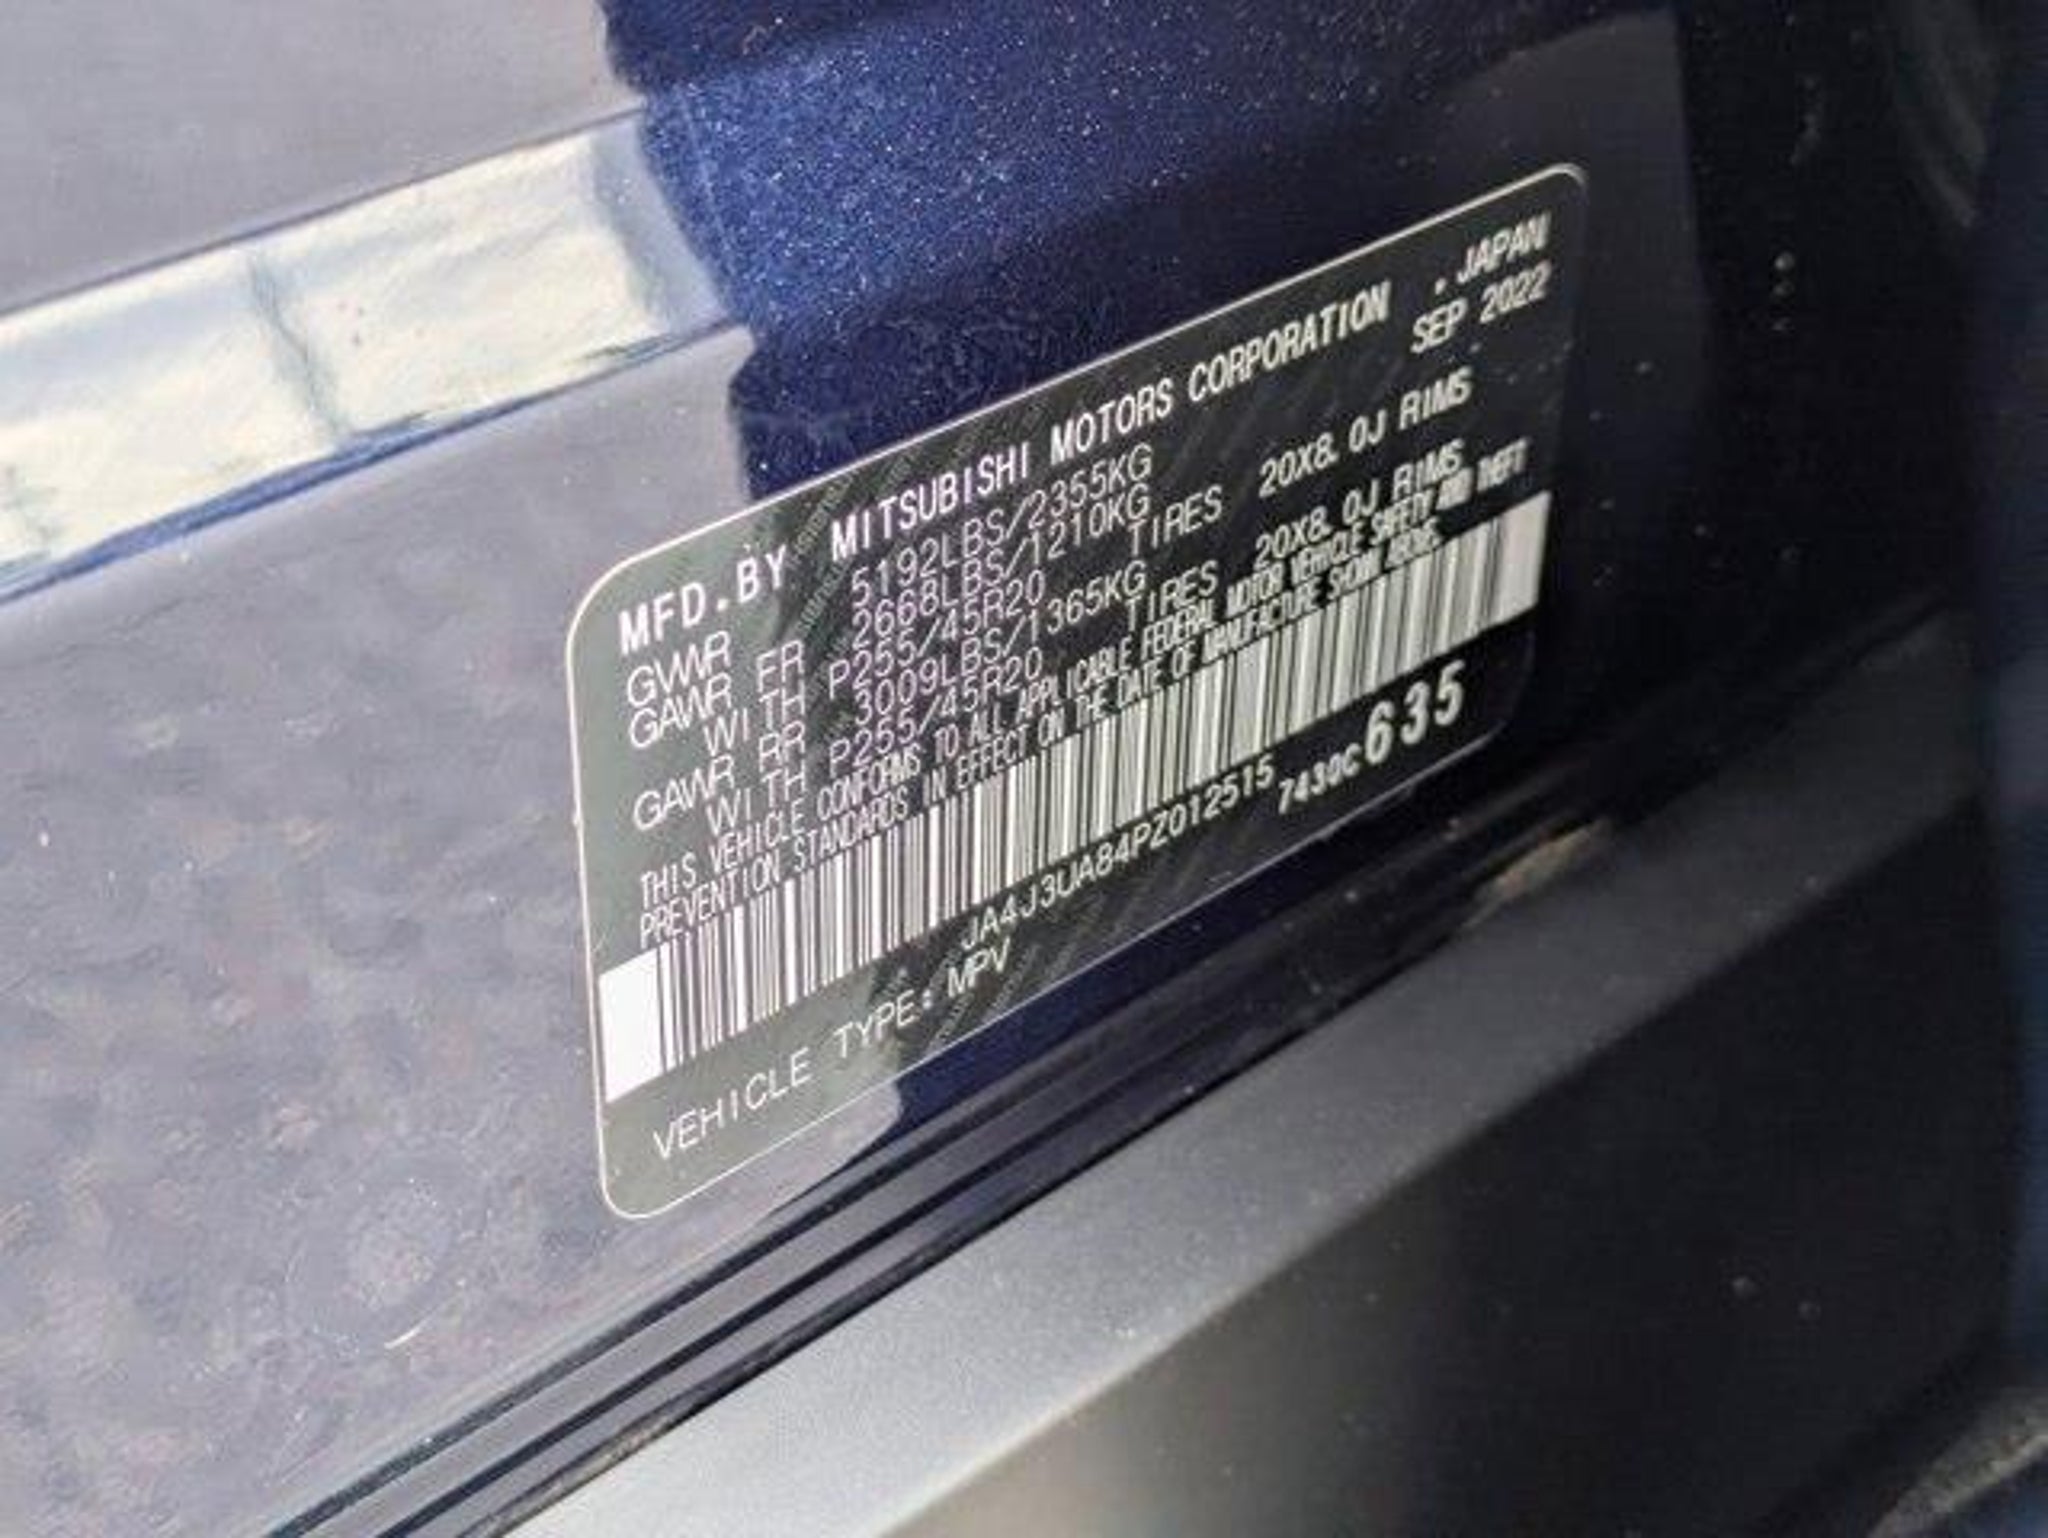 MFD.BY MITSUBISHI MOTORS CORPORATION .JAPAN
SEP 2022
GVWR 5192LBS/2355KG
GAWR FR 2668LBS/1210KG
WITH P255/45R20 TIRES 20X8.0J RIMS
GAWR RR 3009LBS/1365KG
WITH P255/45R20 TIRES 20X8.0J RIMS
THIS VEHICLE CONFORMS TO ALL APPLICABLE FEDERAL MOTOR VEHICLE SAFETY AND THEFT
PREVENTION STANDARDS IN EFFECT ON THE DATE OF MANUFACTURE SHOWN ABOVE.
JA4J3UA84PZ012515 7430C635
VEHICLE TYPE: MPV